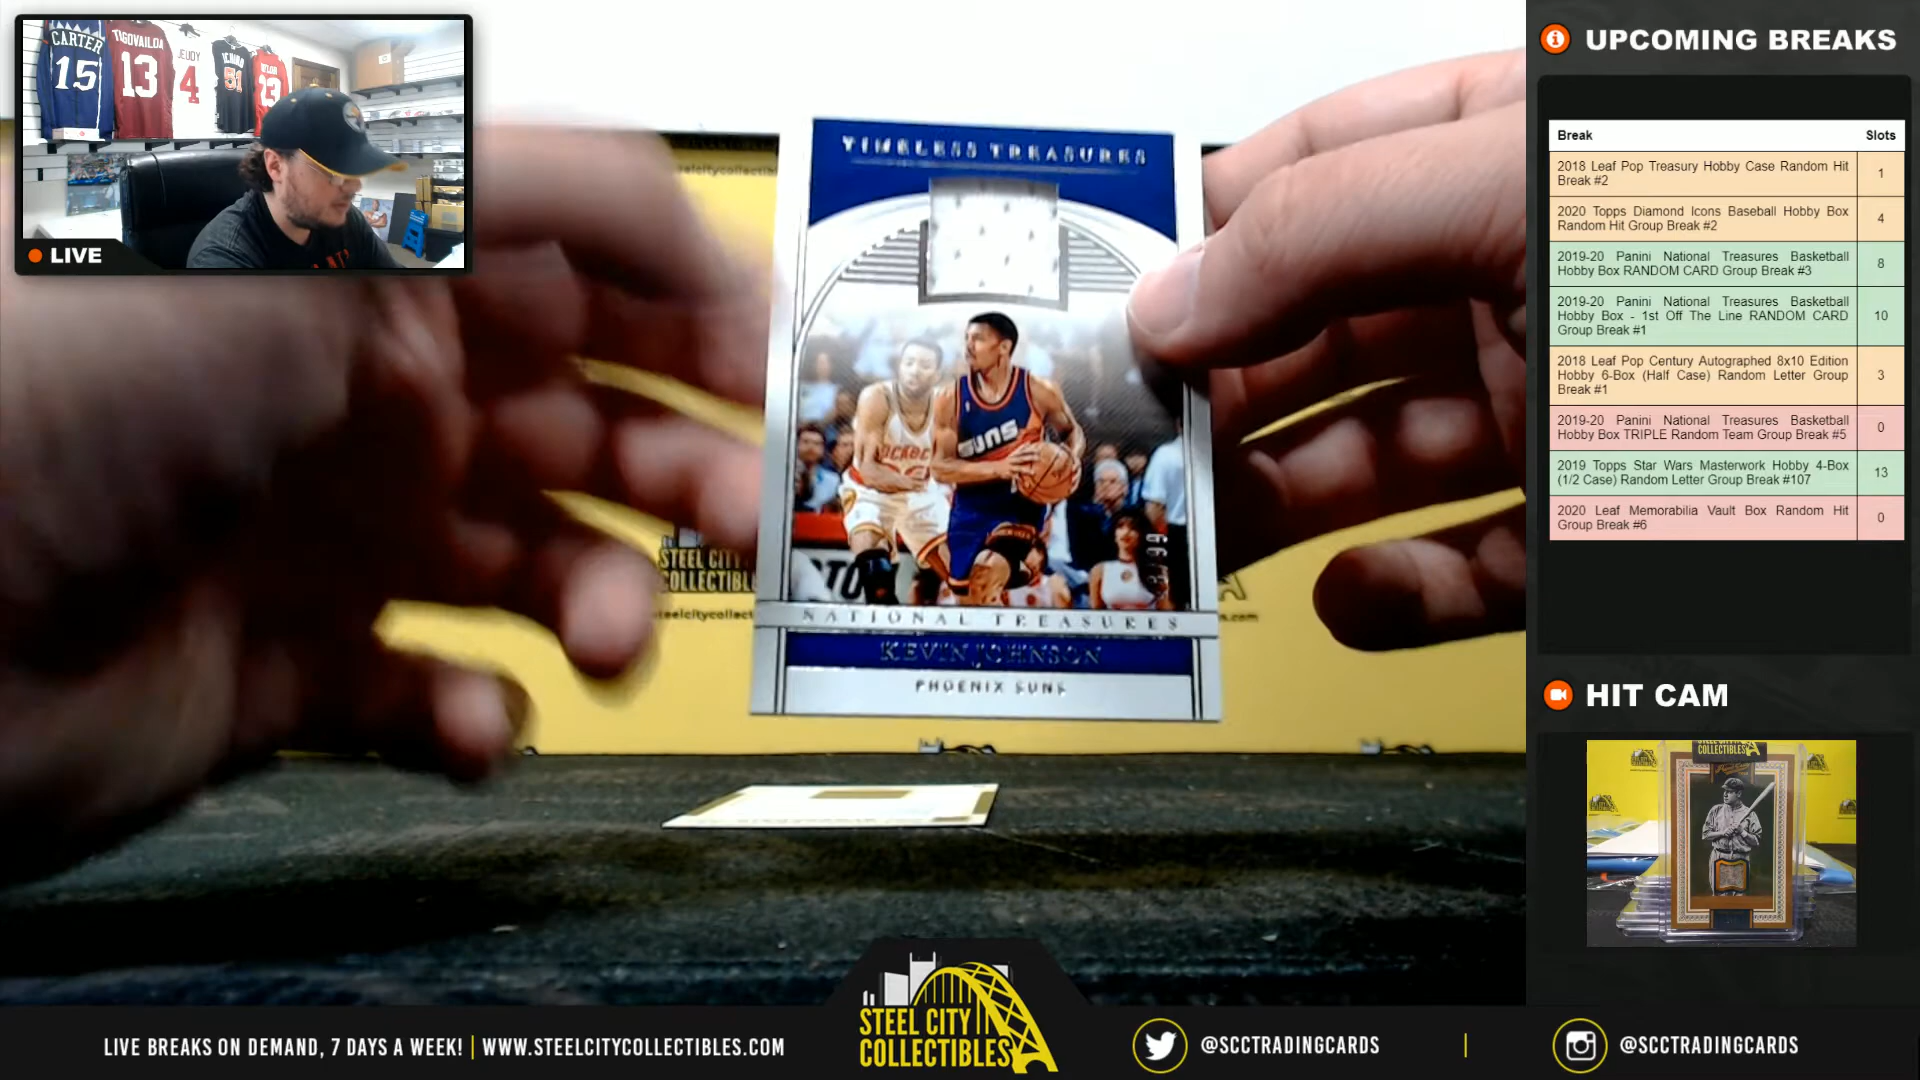 CARTER
15
TIGOVAILOA
13
JEUDY
4
51
23
LIVE
TIMELESS TREASURES
SUNS
NATIONAL TREASURES
KEVIN JOHNSON
PHOENIX SUNS
STEEL CITY
COLLECTIBL
steelcitycollect
UPCOMING BREAKS
Break Slots
2018 Leaf Pop Treasury Hobby Case Random Hit
Break #2
1
2020 Topps Diamond Icons Baseball Hobby Box
Random Hit Group Break #2
4
2019-20 Panini National Treasures Basketball
Hobby Box RANDOM CARD Group Break #3
8
2019-20 Panini National Treasures Basketball
Hobby Box - 1st Off The Line RANDOM CARD
Group Break #1
10
2018 Leaf Pop Century Autographed 8x10 Edition
Hobby 6-Box (Half Case) Random Letter Group
Break #1
3
2019-20 Panini National Treasures Basketball
Hobby Box TRIPLE Random Team Group Break #5
0
2019 Topps Star Wars Masterwork Hobby 4-Box
(1/2 Case) Random Letter Group Break #107
13
2020 Leaf Memorabilia Vault Box Random Hit
Group Break #6
0
HIT CAM
COLLECTIBLES
LIVE BREAKS ON DEMAND, 7 DAYS A WEEK! | WWW.STEELCITYCOLLECTIBLES.COM
STEEL CITY
COLLECTIBLES
@SCCTRADINGCARDS
|
@SCCTRADINGCARDS